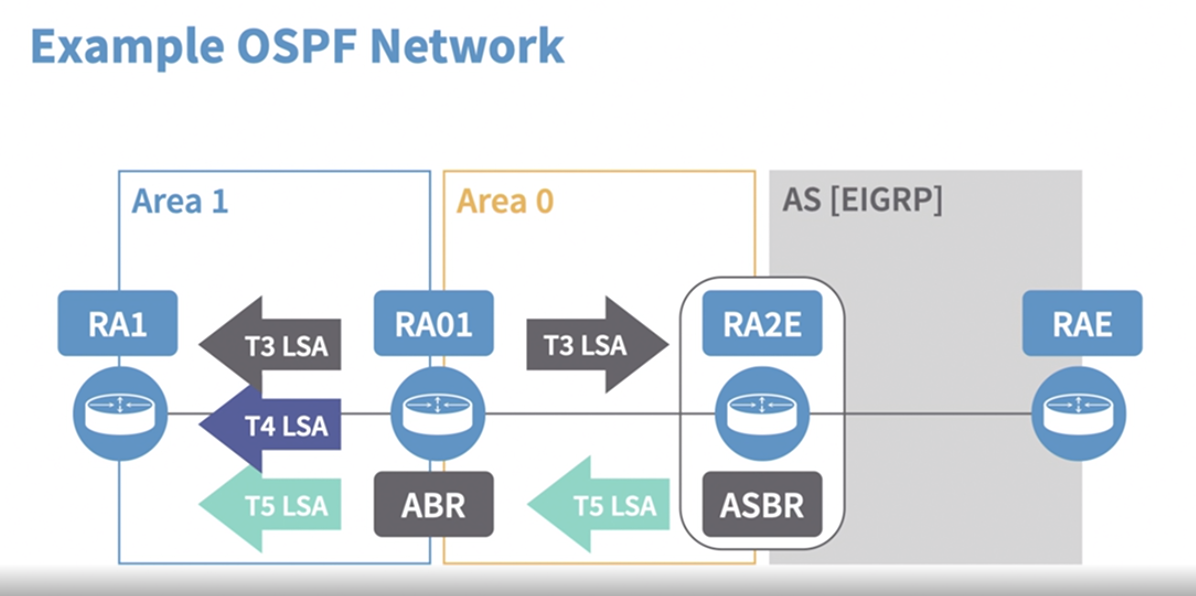 Example OSPF Network
Area 1
Area 0
AS [EIGRP]
RA1
RA01
RA2E
RAE
T3 LSA
T3 LSA
T4 LSA
T5 LSA
ABR
T5 LSA
ASBR